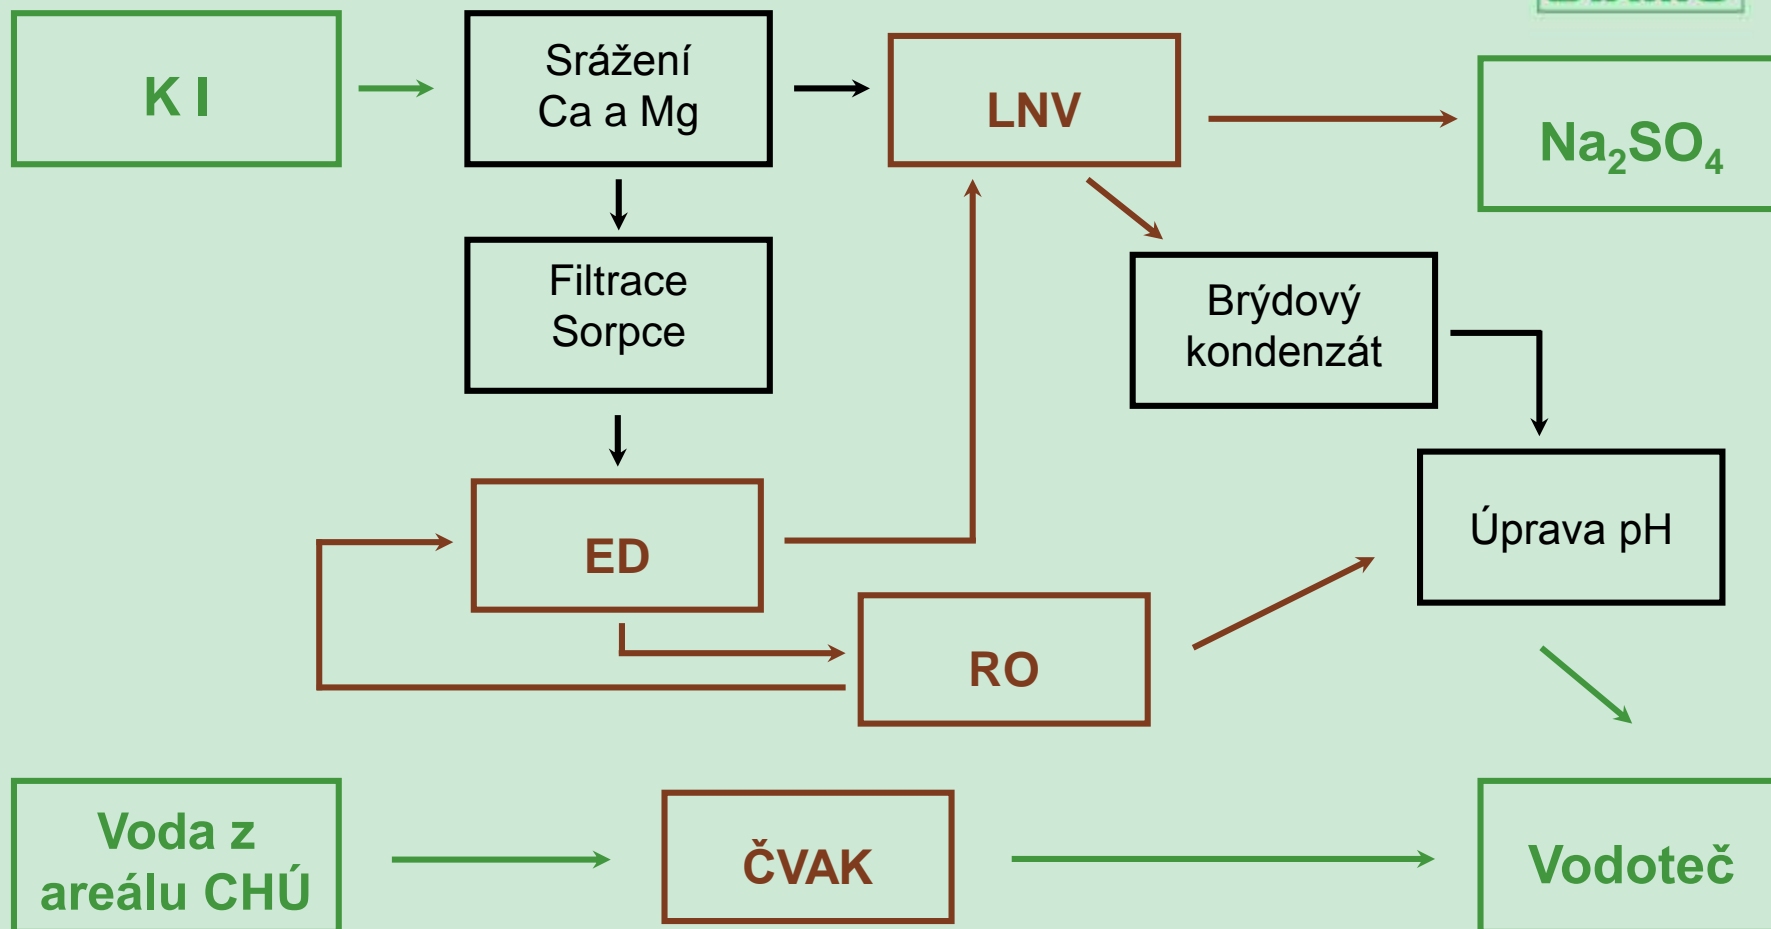 K I
Srážení
Ca a Mg
LNV
Na₂SO₄
Filtrace
Sorpce
Brýdový
kondenzát
ED
Úprava pH
RO
Voda z
areálu CHÚ
ČVAK
Vodoteč